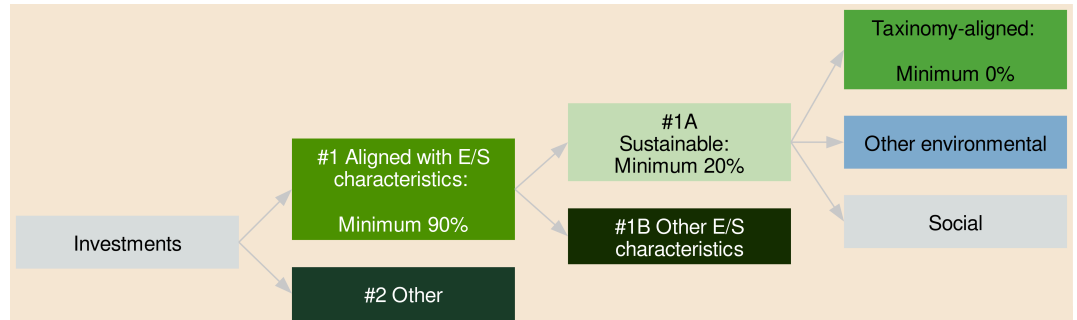 Investments
#1 Aligned with E/S
characteristics:
Minimum 90%
#2 Other
#1A
Sustainable:
Minimum 20%
#1B Other E/S
characteristics
Taxinomy-aligned:
Minimum 0%
Other environmental
Social